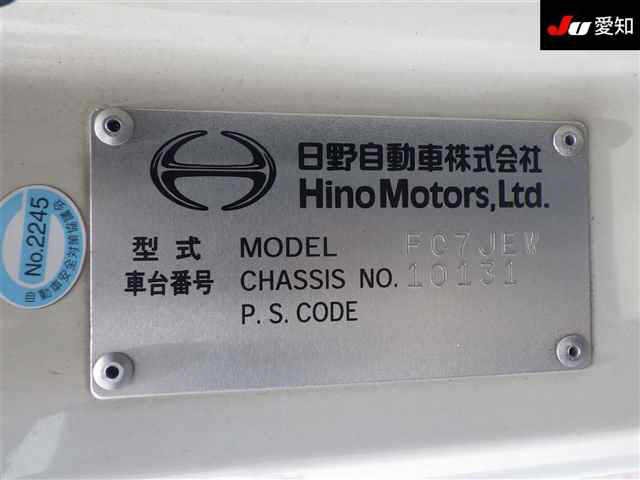 JU 愛知
日野自動車株式会社
Hino Motors, Ltd.
型式 MODEL FC7JEW
車台番号 CHASSIS NO. 10131
P. S. CODE
No.2245